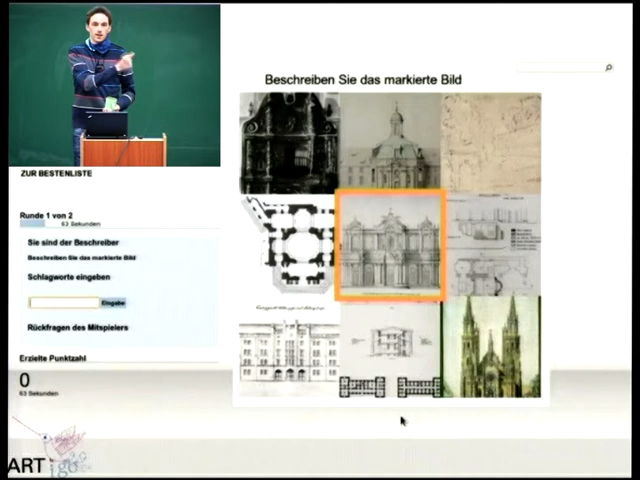 Beschreiben Sie das markierte Bild
ZUR BESTENLISTE
Runde 1 von 2
63 Sekunden
Sie sind der Beschreiber
Beschreiben Sie das markierte Bild
Schlagworte eingeben
Eingabe
Rückfragen des Mitspielers
Erzielte Punktzahl
0
63 Sekunden
ART
igo